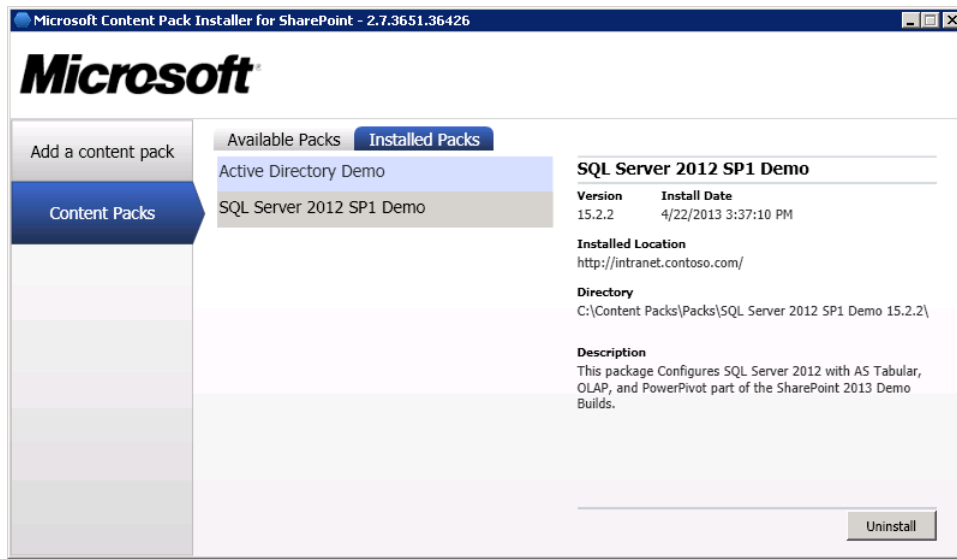 Microsoft Content Pack Installer for SharePoint - 2.7.3651.36426
Microsoft®
Add a content pack
Content Packs
Available Packs
Installed Packs
Active Directory Demo
SQL Server 2012 SP1 Demo
SQL Server 2012 SP1 Demo
Version
Install Date
15.2.2
4/22/2013 3:37:10 PM
Installed Location
http://intranet.contoso.com/
Directory
C:\Content Packs\Packs\SQL Server 2012 SP1 Demo 15.2.2\
Description
This package Configures SQL Server 2012 with AS Tabular,
OLAP, and PowerPivot part of the SharePoint 2013 Demo
Builds.
Uninstall